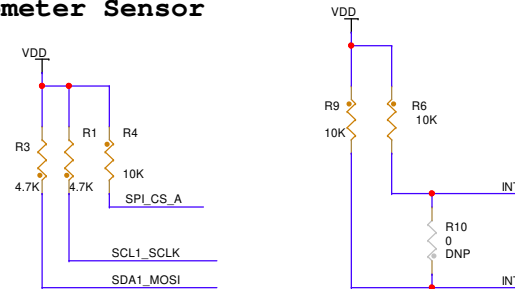 meter Sensor
VDD
R3
R1
R4
4.7K
4.7K
10K
SPI_CS_A
SCL1_SCLK
SDA1_MOSI
VDD
R9
R6
10K
10K
INT
R10
0
DNP
INT